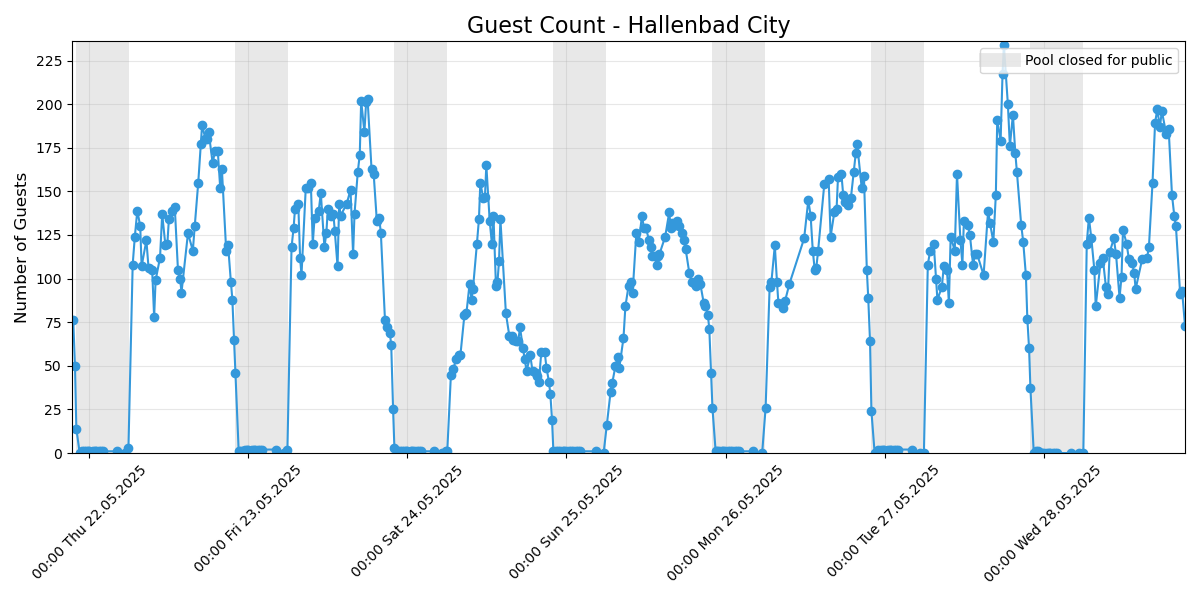 Guest Count - Hallenbad City
Pool closed for public
Number of Guests
225
200
175
150
125
100
75
50
25
0
00:00 Thu 22.05.2025
00:00 Fri 23.05.2025
00:00 Sat 24.05.2025
00:00 Sun 25.05.2025
00:00 Mon 26.05.2025
00:00 Tue 27.05.2025
00:00 Wed 28.05.2025